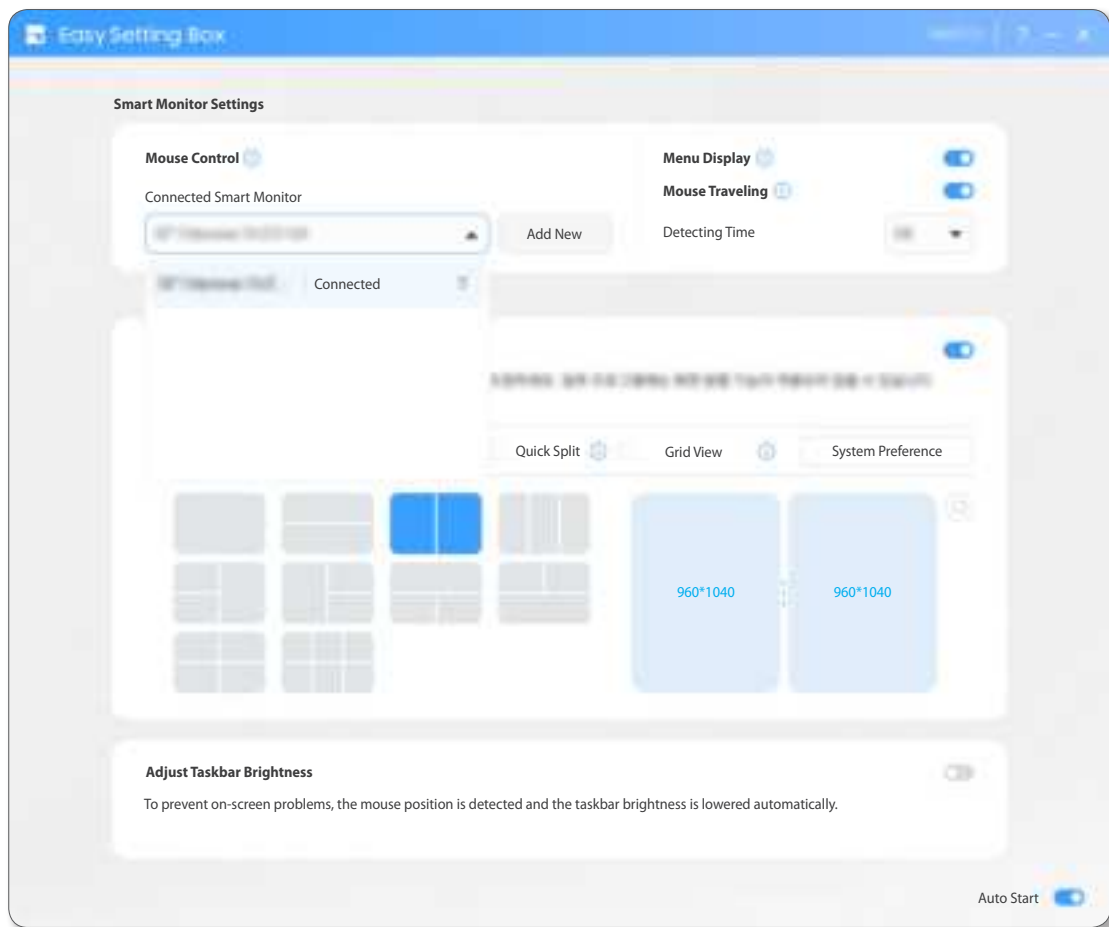 Easy Setting Box
Smart Monitor Settings
Mouse Control
Connected Smart Monitor
Add New
Connected
Menu Display
Mouse Traveling
Detecting Time
Quick Split
Grid View
System Preference
960*1040
960*1040
Adjust Taskbar Brightness
To prevent on-screen problems, the mouse position is detected and the taskbar brightness is lowered automatically.
Auto Start